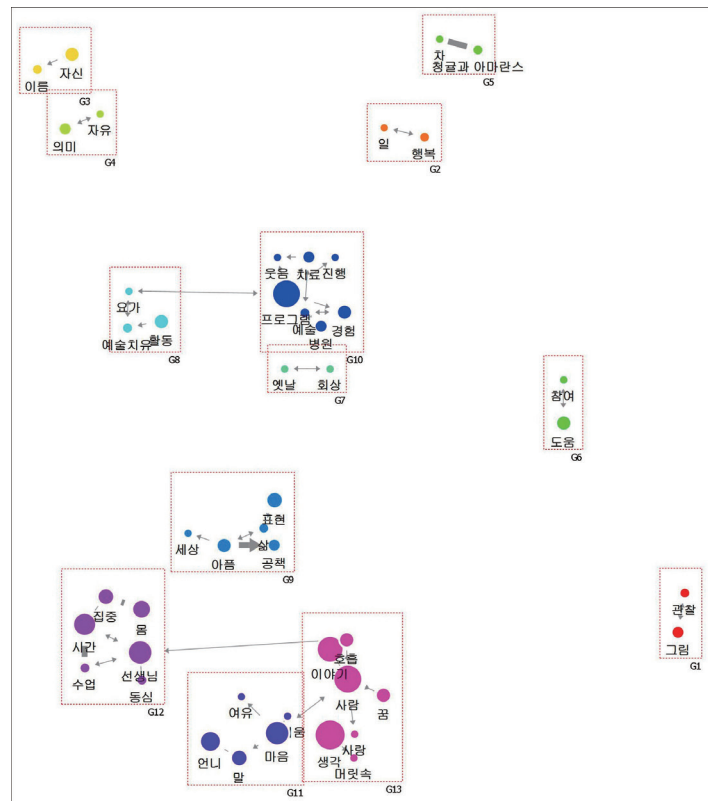 자신
이름
G3
자유
의미
G4
차
청귤과 아마란스
G5
일
행복
G2
웃음
치료
진행
프로그램
예술
경험
병원
G10
요가
예술치유
활동
G8
옛날
회상
G7
참여
도움
G6
표현
세상
삶
아픔
공책
G9
관찰
그림
G1
집중
몸
시간
선생님
수업
동심
G12
호흡
이야기
사람
꿈
사랑
생각
머릿속
G13
여유
움
마음
언니
말
G11